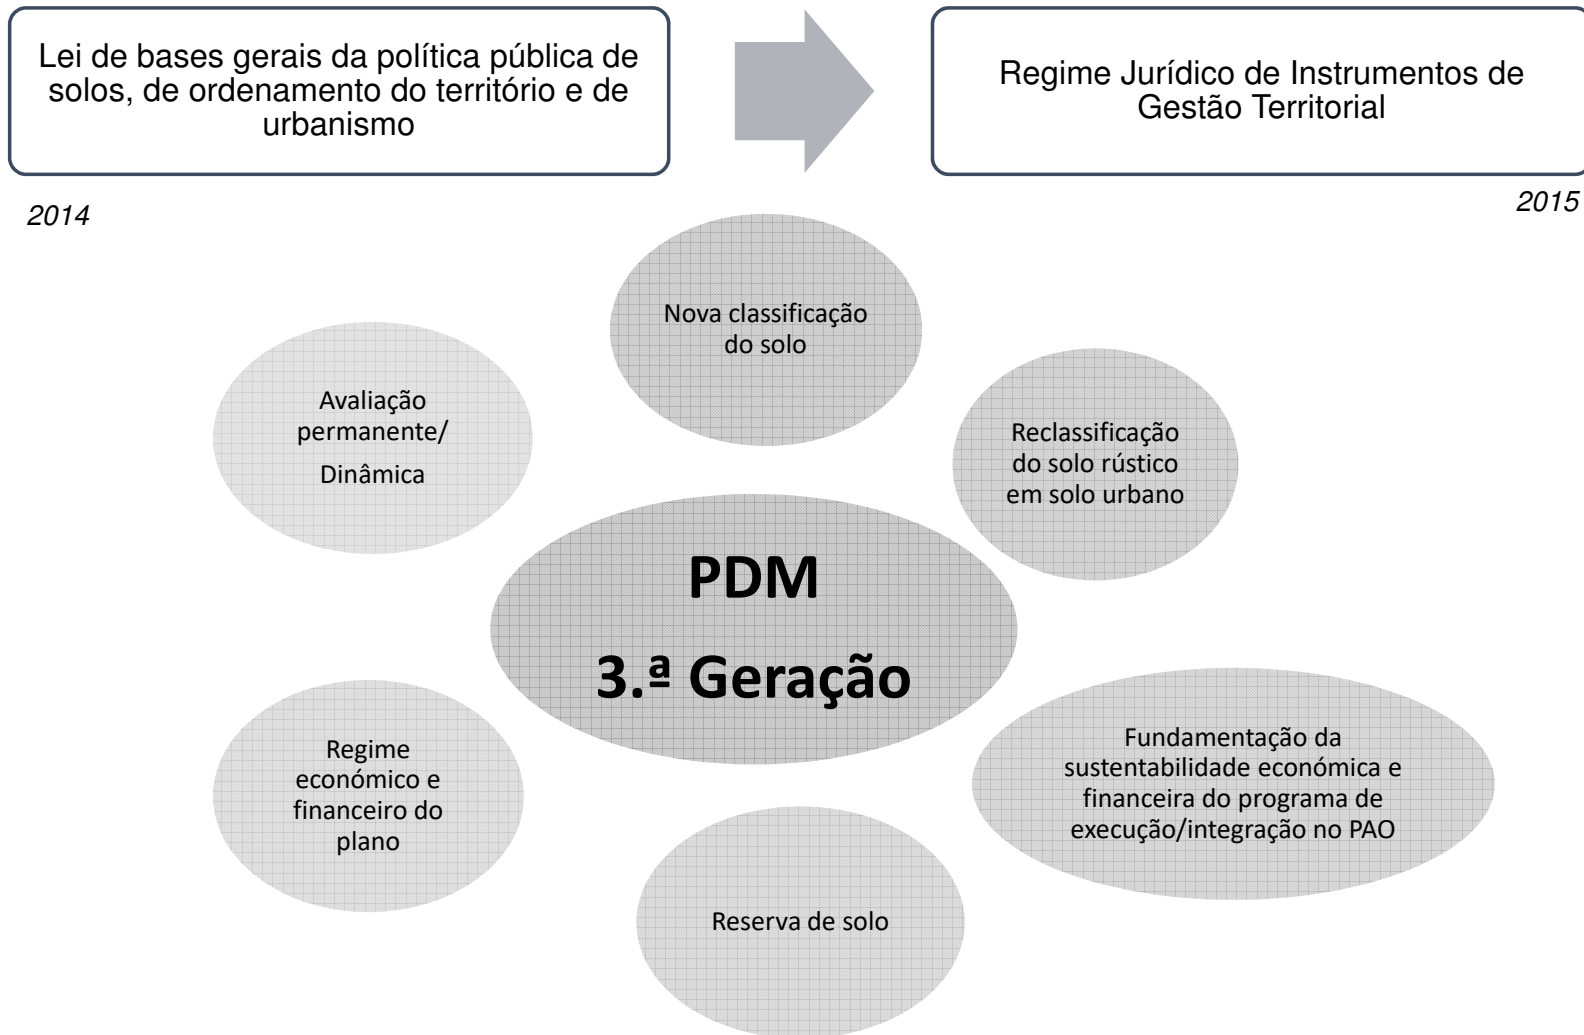 Lei de bases gerais da política pública de
solos, de ordenamento do território e de
urbanismo
Regime Jurídico de Instrumentos de
Gestão Territorial
2014
2015
Nova classificação
do solo
Avaliação
permanente/
Dinâmica
Reclassificação
do solo rústico
em solo urbano
PDM
3.ª Geração
Regime
económico e
financeiro do
plano
Fundamentação da
sustentabilidade económica e
financeira do programa de
execução/integração no PAO
Reserva de solo